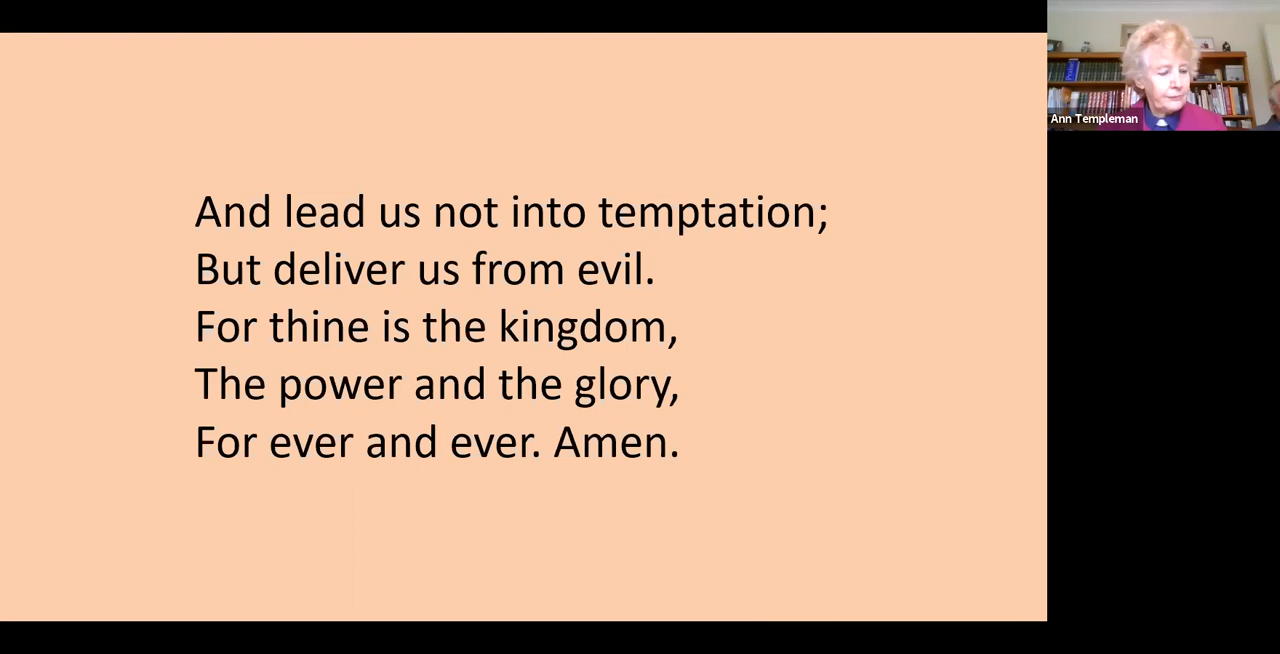 And lead us not into temptation;
But deliver us from evil.
For thine is the kingdom,
The power and the glory,
For ever and ever. Amen.
Ann Templeman